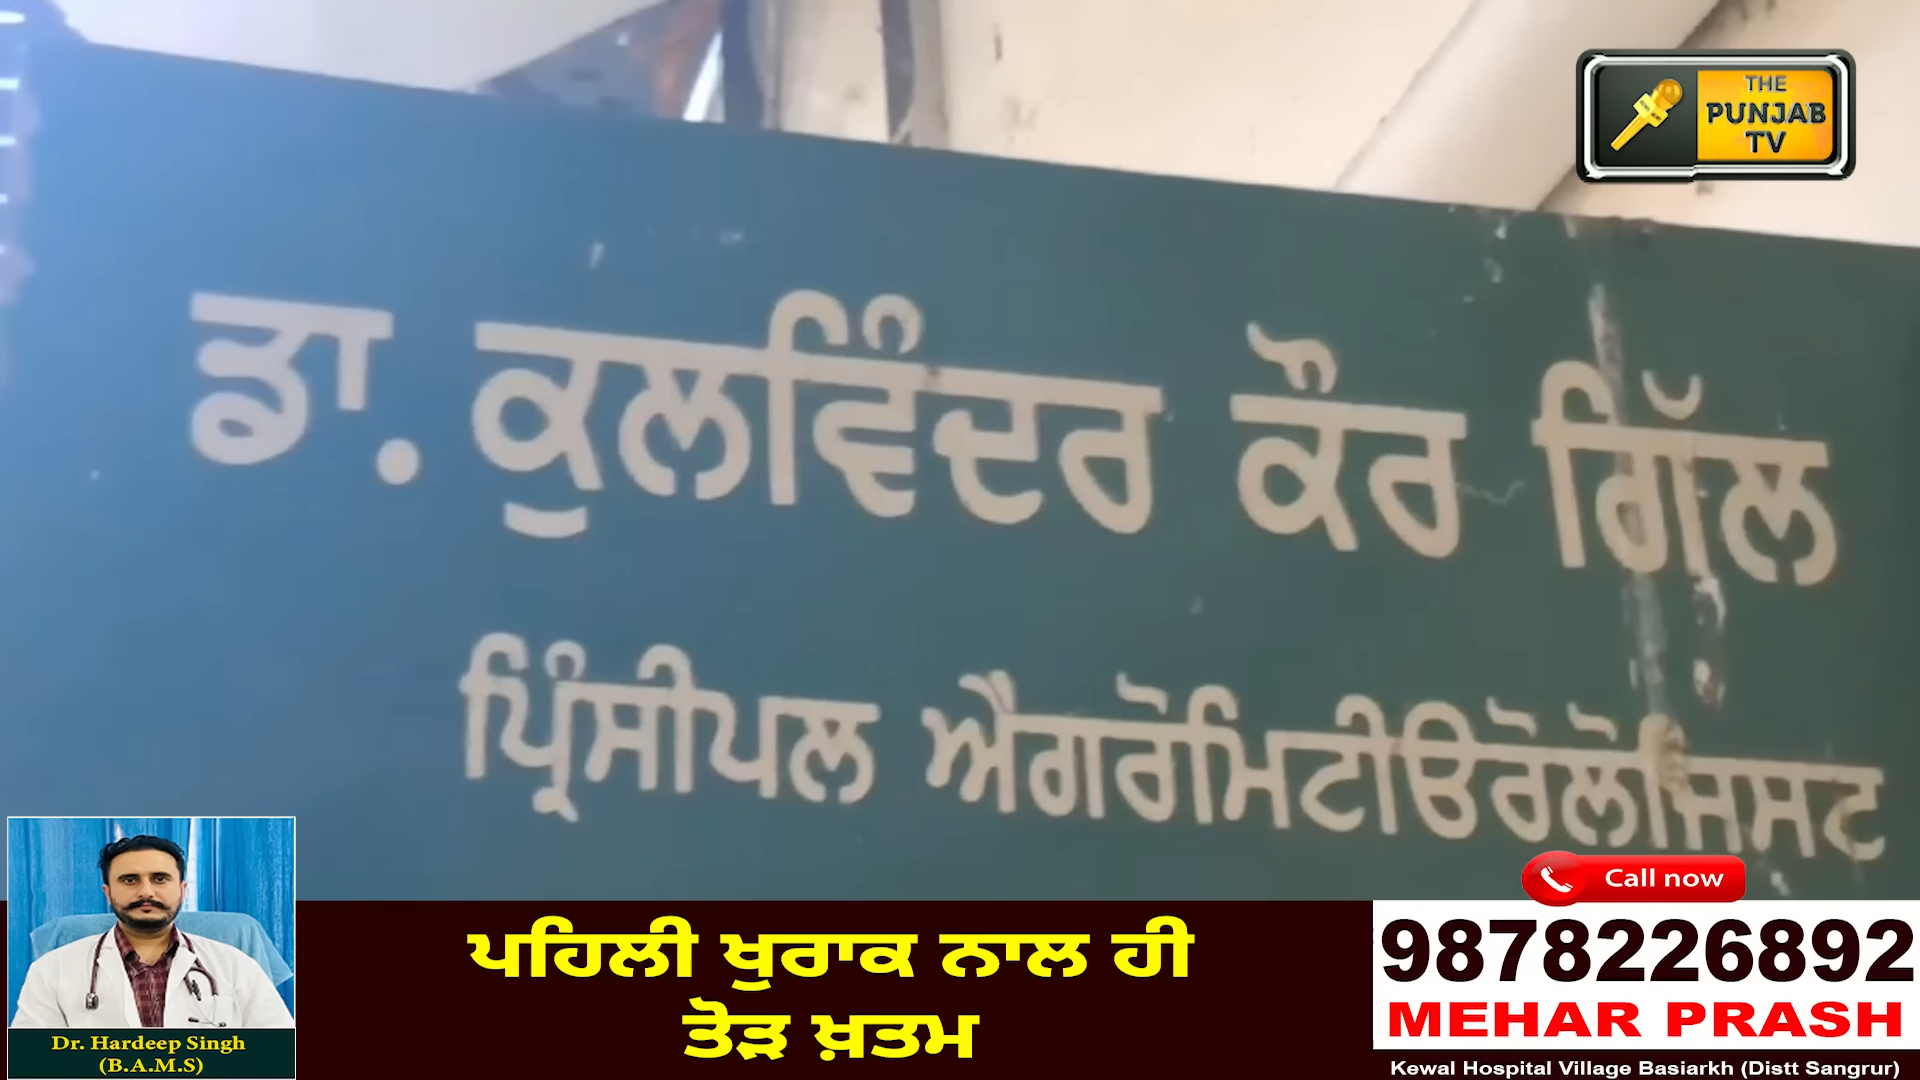 THE
PUNJAB
TV
ਡਾ. ਕੁਲਵਿੰਦਰ ਕੌਰ ਗਿੱਲ
ਪ੍ਰਿੰਸੀਪਲ ਐਗਰੋਮਿਟੀਓਰੋਲੋਜਿਸਟ
Call now
ਪਹਿਲੀ ਖੁਰਾਕ ਨਾਲ ਹੀ
ਤੋੜ ਖ਼ਤਮ
9878226892
MEHAR PRASH
Kewal Hospital Village Basiarkh (Distt Sangrur)
Dr. Hardeep Singh
(B.A.M.S)